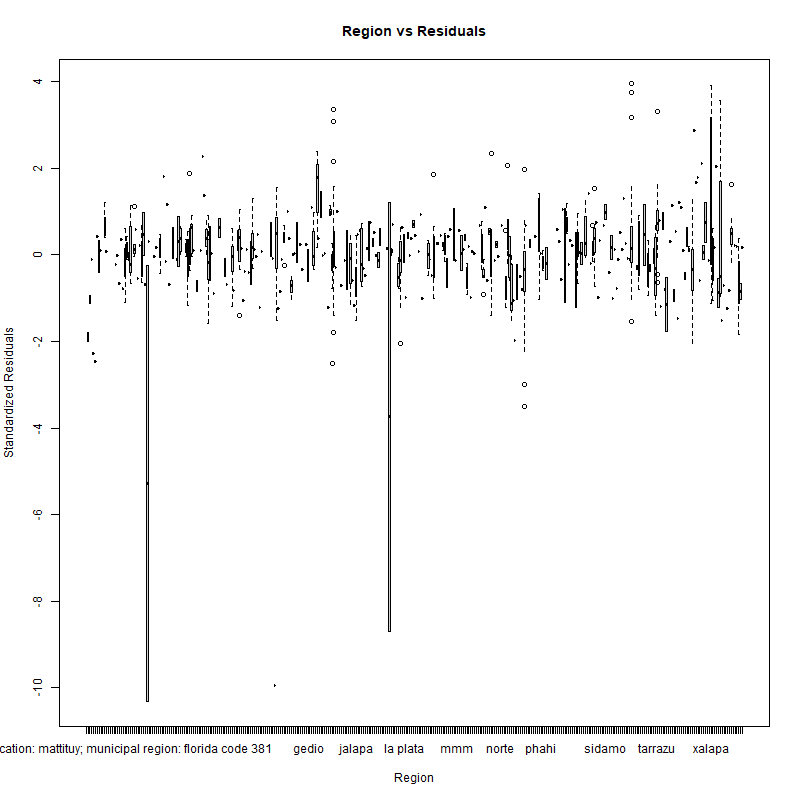 Region vs Residuals
4
2
0
-2
-4
-6
-8
-10
Standardized Residuals
cation: mattituy; municipal region: florida code 381 gedio jalapa la plata mmm norte phahi sidamo tarrazu xalapa
Region